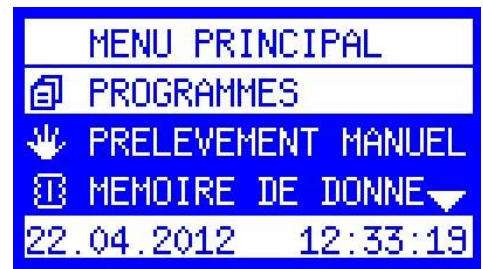 MENU PRINCIPAL
PROGRAMMES
PRELEVEMENT MANUEL
MEMOIRE DE DONNE
22.04.2012 12:33:19